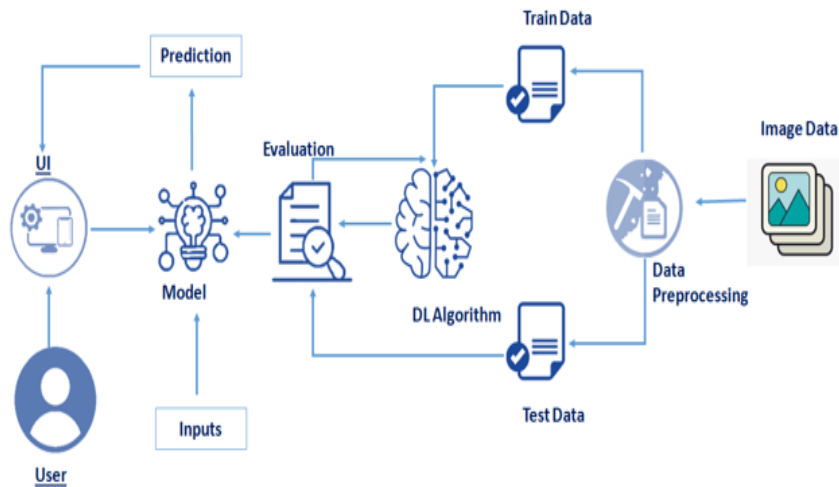 Train Data
Prediction
Image Data
Evaluation
UI
Data
Preprocessing
Model
DL Algorithm
Test Data
Inputs
User